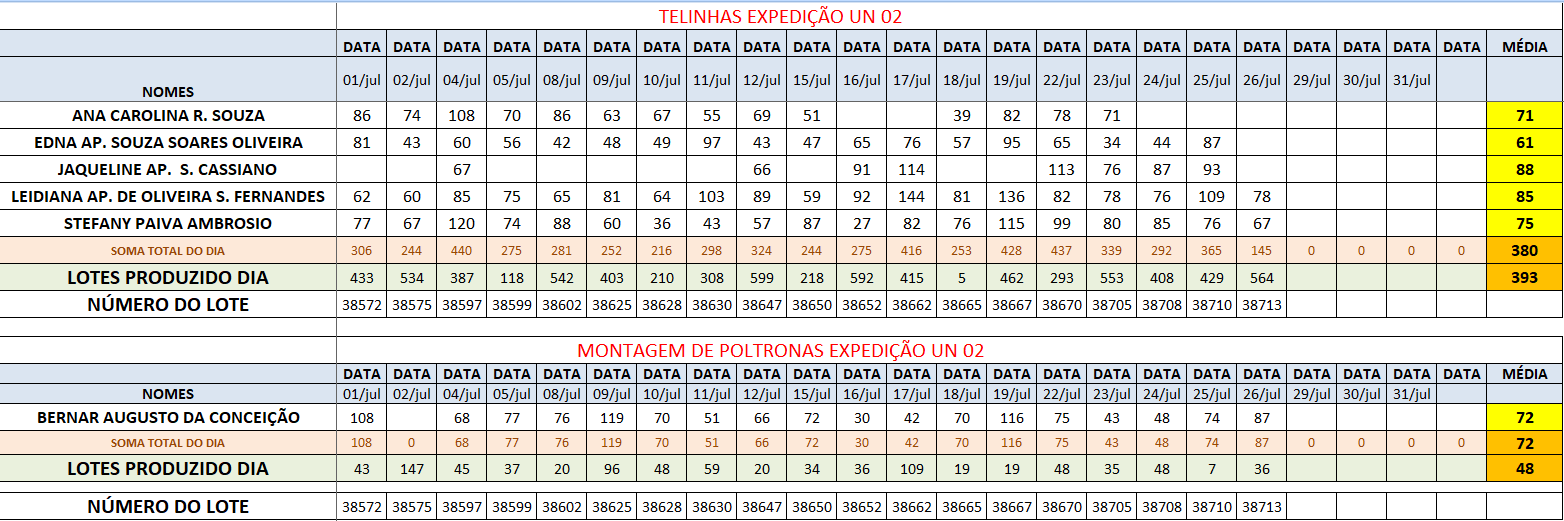 TELINHAS EXPEDIÇÃO UN 02
DATA DATA DATA DATA DATA DATA DATA DATA DATA DATA DATA DATA DATA DATA DATA DATA DATA DATA DATA DATA DATA DATA DATA MÉDIA
NOMES 01/jul 02/jul 04/jul 05/jul 08/jul 09/jul 10/jul 11/jul 12/jul 15/jul 16/jul 17/jul 18/jul 19/jul 22/jul 23/jul 24/jul 25/jul 26/jul 29/jul 30/jul 31/jul
ANA CAROLINA R. SOUZA 86 74 108 70 86 63 67 55 69 51 39 82 78 71 71
EDNA AP. SOUZA SOARES OLIVEIRA 81 43 60 56 42 48 49 97 43 47 65 76 57 95 65 34 44 87 61
JAQUELINE AP. S. CASSIANO 67 66 91 114 113 76 87 93 88
LEIDIANA AP. DE OLIVEIRA S. FERNANDES 62 60 85 75 65 81 64 103 89 59 92 144 81 136 82 78 76 109 78 85
STEFANY PAIVA AMBROSIO 77 67 120 74 88 60 36 43 57 87 27 82 76 115 99 80 85 76 67 75
SOMA TOTAL DO DIA 306 244 440 275 281 252 216 298 324 244 275 416 253 428 437 339 292 365 145 0 0 0 0 380
LOTES PRODUZIDO DIA 433 534 387 118 542 403 210 308 599 218 592 415 5 462 293 553 408 429 564 393
NÚMERO DO LOTE 38572 38575 38597 38599 38602 38625 38628 38630 38647 38650 38652 38662 38665 38667 38670 38705 38708 38710 38713
MONTAGEM DE POLTRONAS EXPEDIÇÃO UN 02
DATA DATA DATA DATA DATA DATA DATA DATA DATA DATA DATA DATA DATA DATA DATA DATA DATA DATA DATA DATA DATA DATA DATA MÉDIA
NOMES 01/jul 02/jul 04/jul 05/jul 08/jul 09/jul 10/jul 11/jul 12/jul 15/jul 16/jul 17/jul 18/jul 19/jul 22/jul 23/jul 24/jul 25/jul 26/jul 29/jul 30/jul 31/jul
BERNAR AUGUSTO DA CONCEIÇÃO 108 68 77 76 119 70 51 66 72 30 42 70 116 75 43 48 74 87 72
SOMA TOTAL DO DIA 108 0 68 77 76 119 70 51 66 72 30 42 70 116 75 43 48 74 87 0 0 0 0 72
LOTES PRODUZIDO DIA 43 147 45 37 20 96 48 59 20 34 36 109 19 19 48 35 48 7 36 48
NÚMERO DO LOTE 38572 38575 38597 38599 38602 38625 38628 38630 38647 38650 38652 38662 38665 38667 38670 38705 38708 38710 38713